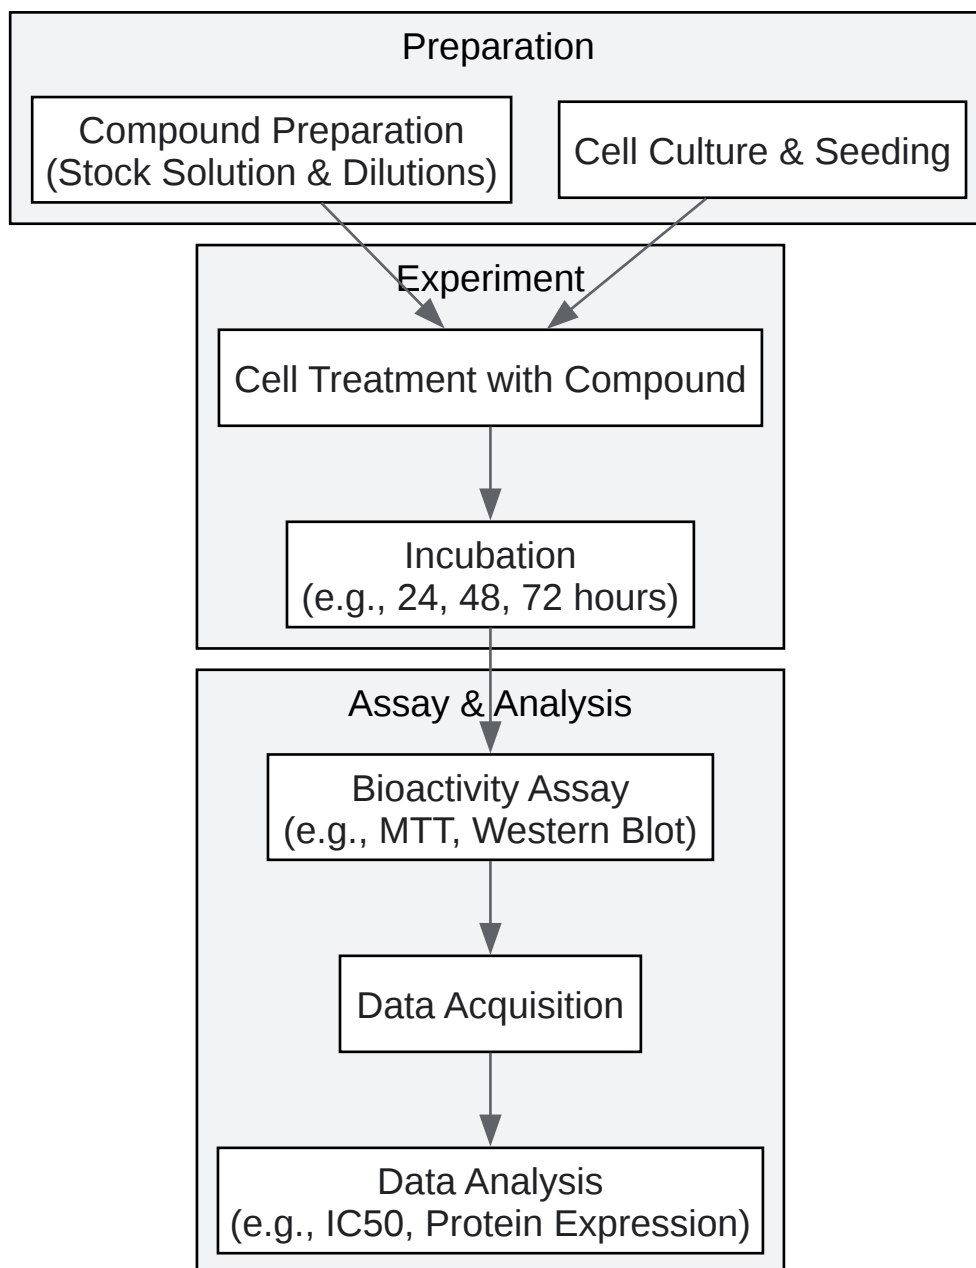 Preparation
Compound Preparation
(Stock Solution & Dilutions)
Cell Culture & Seeding
Experiment
Cell Treatment with Compound
Incubation
(e.g., 24, 48, 72 hours)
Assay & Analysis
Bioactivity Assay
(e.g., MTT, Western Blot)
Data Acquisition
Data Analysis
(e.g., IC50, Protein Expression)